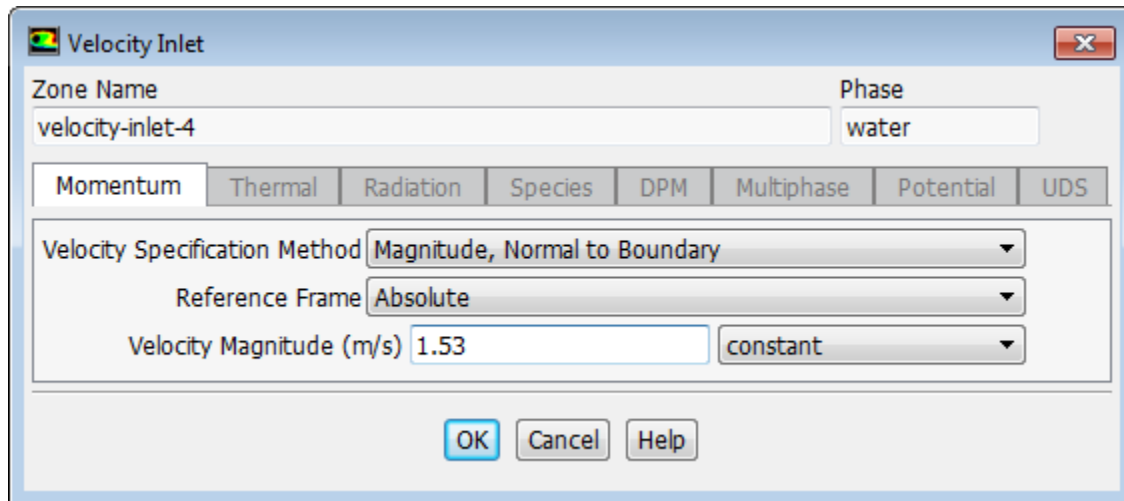 Velocity Inlet
Zone Name Phase
velocity-inlet-4 water
Momentum Thermal Radiation Species DPM Multiphase Potential UDS
Velocity Specification Method Magnitude, Normal to Boundary
Reference Frame Absolute
Velocity Magnitude (m/s) 1.53 constant
OK Cancel Help